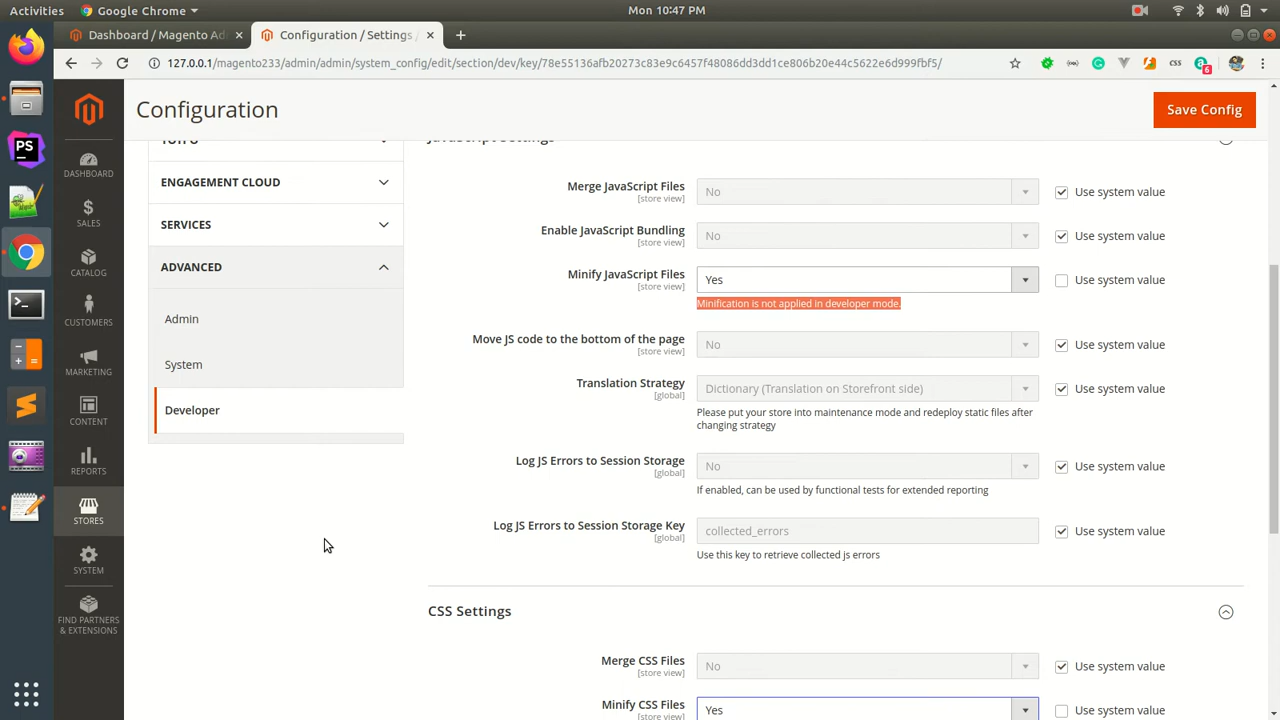 Activities
Google Chrome
Mon 10:47 PM
Dashboard / Magento Ad
Configuration / Settings /
127.0.0.1/magento233/admin/admin/system_config/edit/section/dev/key/78e55136afb20273c83e9c6457f48086dd3dd1ce806b20e44c5622e6d999fbf5/
Configuration
Save Config
DASHBOARD
SALES
CATALOG
CUSTOMERS
MARKETING
CONTENT
REPORTS
STORES
SYSTEM
FIND PARTNERS
& EXTENSIONS
ENGAGEMENT CLOUD
SERVICES
ADVANCED
Admin
System
Developer
JavaScript Settings
Merge JavaScript Files
[store view]
No
Use system value
Enable JavaScript Bundling
[store view]
No
Use system value
Minify JavaScript Files
[store view]
Yes
Use system value
Minification is not applied in developer mode.
Move JS code to the bottom of the page
[store view]
No
Use system value
Translation Strategy
[global]
Dictionary (Translation on Storefront side)
Use system value
Please put your store into maintenance mode and redeploy static files after
changing strategy
Log JS Errors to Session Storage
[global]
No
Use system value
If enabled, can be used by functional tests for extended reporting
Log JS Errors to Session Storage Key
[global]
collected_errors
Use system value
Use this key to retrieve collected js errors
CSS Settings
Merge CSS Files
[store view]
No
Use system value
Minify CSS Files
[store view]
Yes
Use system value
PS
CSS
6